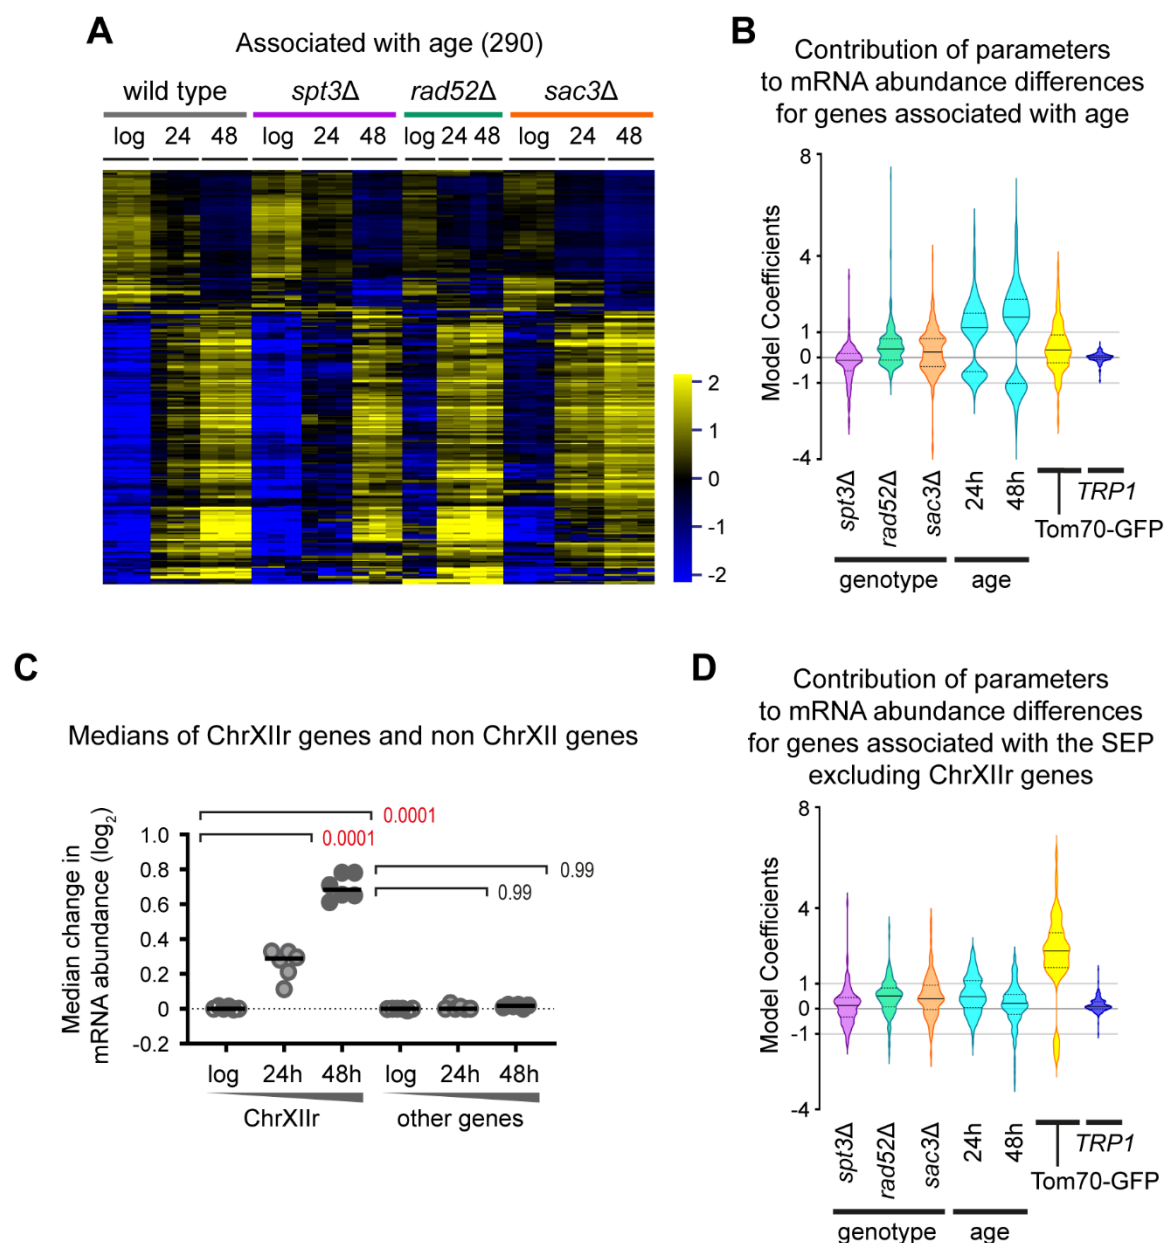 A
Associated with age (290)
wild type spt3Δ rad52Δ sac3Δ
log 24 48 log 24 48 log 24 48 log 24 48
2
1
0
-1
-2
B
Contribution of parameters
to mRNA abundance differences
for genes associated with age
Model Coefficients
8
4
1
0
-1
-4
spt3Δ rad52Δ sac3Δ 24h 48h TRP1
Tom70-GFP
genotype age
C
Medians of ChrXIIr genes and non ChrXII genes
Median change in
mRNA abundance (log2)
0.0001
0.0001
0.99
0.99
1.0
0.8
0.6
0.4
0.2
0
-0.2
log 24h 48h log 24h 48h
ChrXIIr other genes
D
Contribution of parameters
to mRNA abundance differences
for genes associated with the SEP
excluding ChrXIIr genes
Model Coefficients
8
4
1
0
-1
-4
spt3Δ rad52Δ sac3Δ 24h 48h TRP1
Tom70-GFP
genotype age